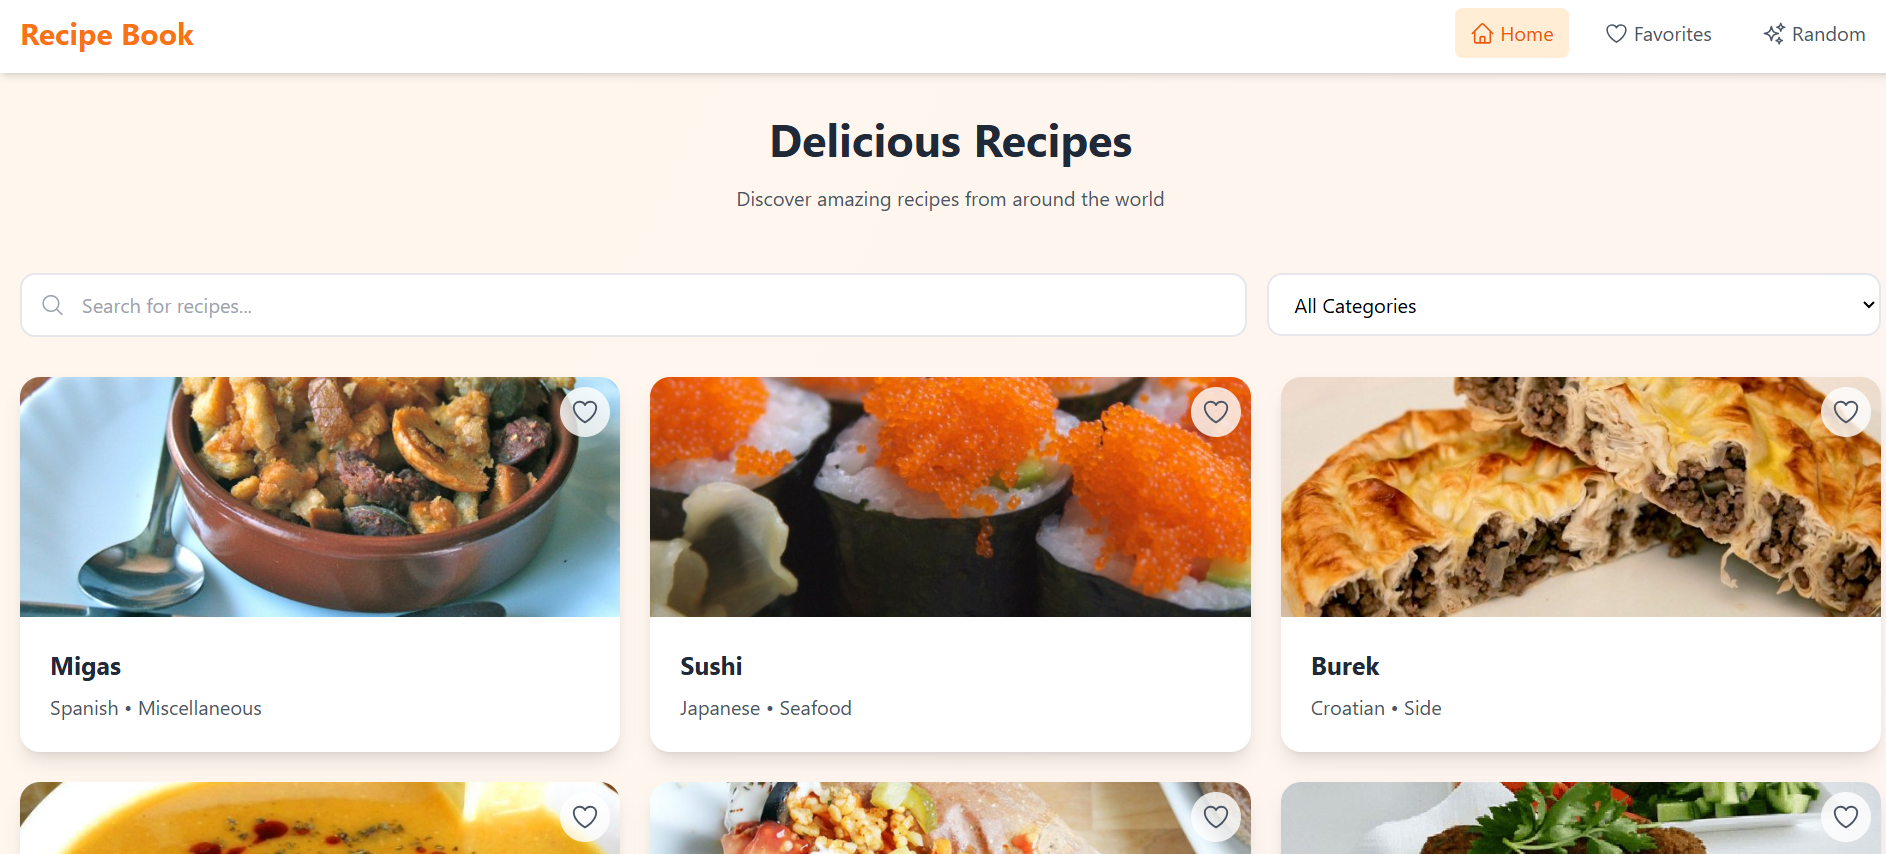 Recipe Book
Home
Favorites
Random
Delicious Recipes
Discover amazing recipes from around the world
Search for recipes...
All Categories
Migas
Spanish • Miscellaneous
Sushi
Japanese • Seafood
Burek
Croatian • Side